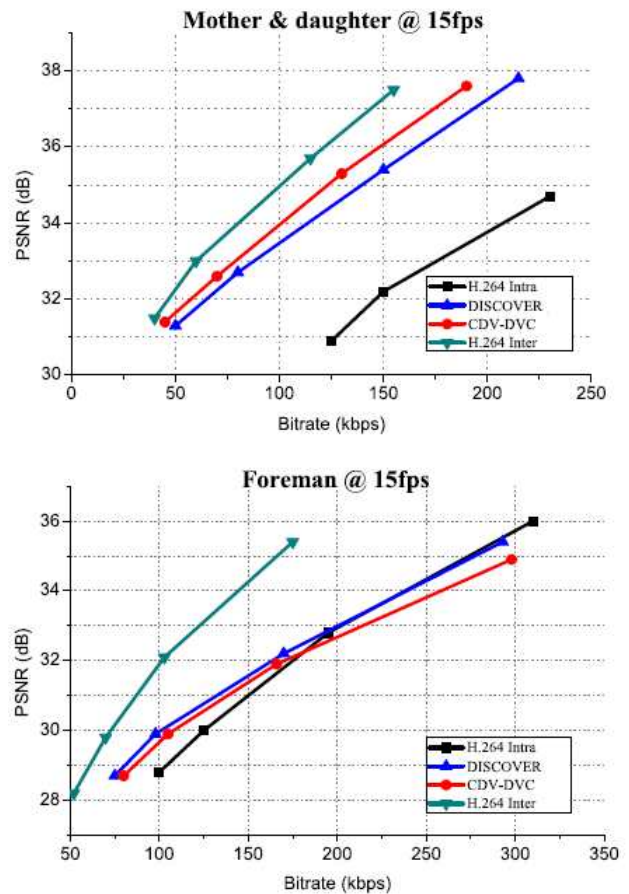 Mother & daughter @ 15fps
38
36
34
32
30
PSNR (dB)
H.264 Intra
DISCOVER
CDV-DVC
H.264 Inter
0 50 100 150 200 250
Bitrate (kbps)
Foreman @ 15fps
36
34
32
30
28
PSNR (dB)
H.264 Intra
DISCOVER
CDV-DVC
H.264 Inter
50 100 150 200 250 300 350
Bitrate (kbps)